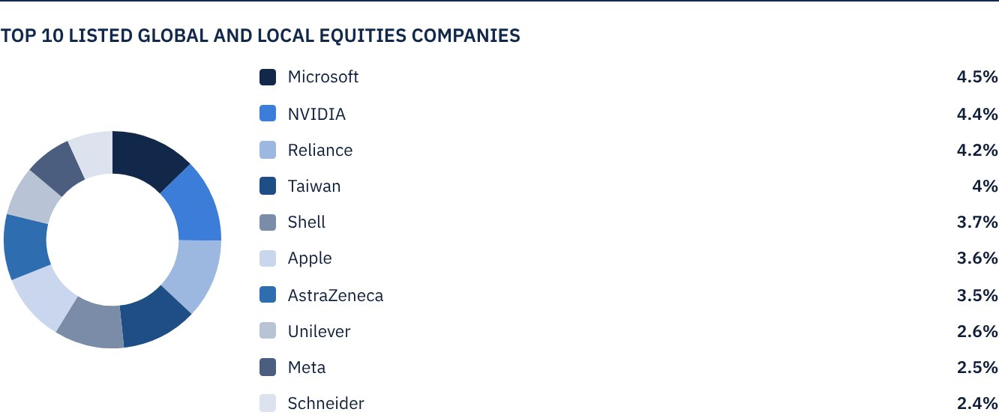 TOP 10 LISTED GLOBAL AND LOCAL EQUITIES COMPANIES
Microsoft 4.5%
NVIDIA 4.4%
Reliance 4.2%
Taiwan 4%
Shell 3.7%
Apple 3.6%
AstraZeneca 3.5%
Unilever 2.6%
Meta 2.5%
Schneider 2.4%